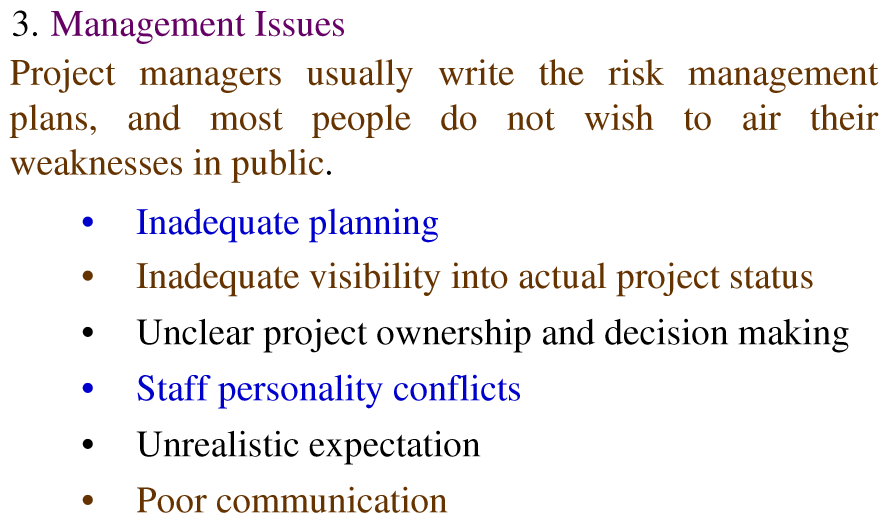 3. Management Issues
Project managers usually write the risk management
plans, and most people do not wish to air their
weaknesses in public.
• Inadequate planning
• Inadequate visibility into actual project status
• Unclear project ownership and decision making
• Staff personality conflicts
• Unrealistic expectation
• Poor communication